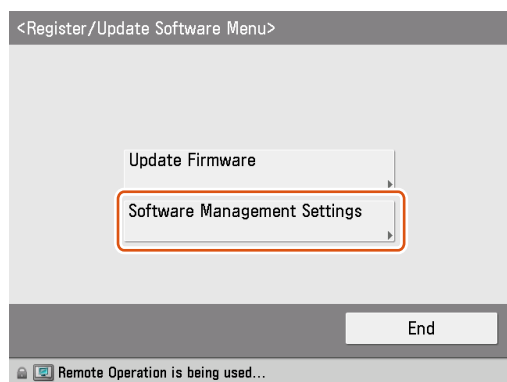 <Register/Update Software Menu>
Update Firmware
Software Management Settings
End
Remote Operation is being used...